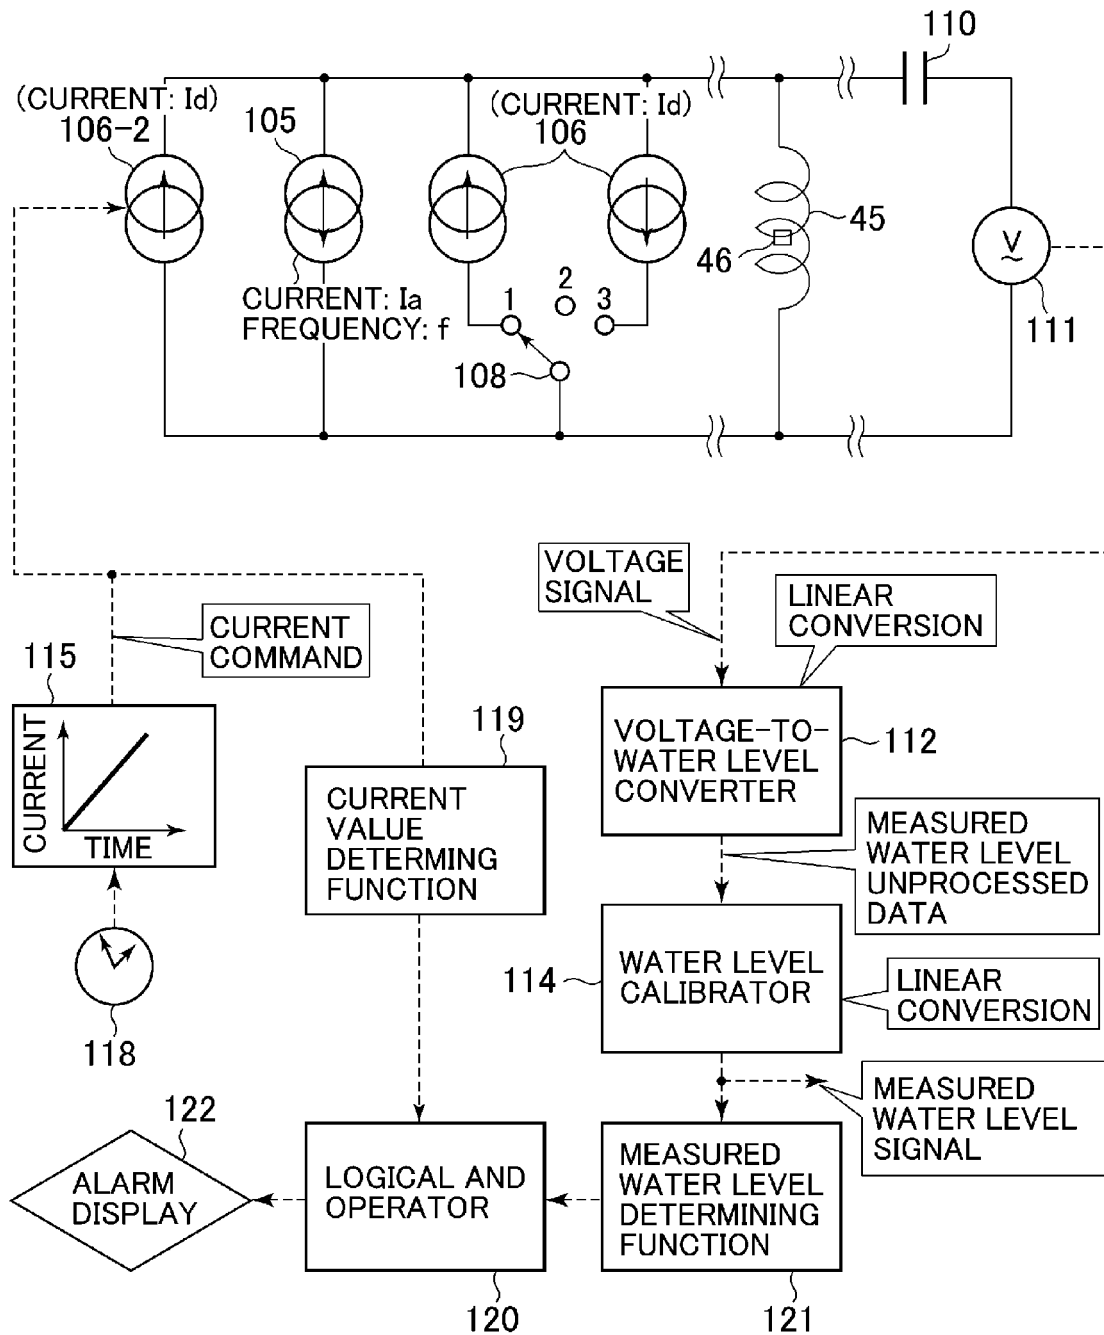 110
(CURRENT: Id)
106-2
105
(CURRENT: Id)
106
45
46
V
111
CURRENT: Ia
FREQUENCY: f
1
2
3
108
VOLTAGE
SIGNAL
LINEAR
CONVERSION
CURRENT
COMMAND
115
CURRENT
TIME
119
CURRENT
VALUE
DETERMING
FUNCTION
VOLTAGE-TO-
WATER LEVEL
CONVERTER
112
MEASURED
WATER LEVEL
UNPROCESSED
DATA
118
114
WATER LEVEL
CALIBRATOR
LINEAR
CONVERSION
MEASURED
WATER LEVEL
SIGNAL
122
ALARM
DISPLAY
LOGICAL AND
OPERATOR
120
MEASURED
WATER LEVEL
DETERMINING
FUNCTION
121